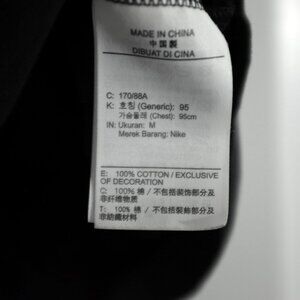 MADE IN CHINA
中国製
DIBUAT DI CINA
C: 170/88A
K: 호칭 (Generic): 95
가슴둘레 (Chest): 95cm
IN: Ukuran: M
Merek Barang: Nike
E: 100% COTTON / EXCLUSIVE
OF DECORATION
C: 100% 棉 / 不包括装饰部分及
非纤维物质
T: 100% 棉 / 不包括裝飾部分及
非紡織材料